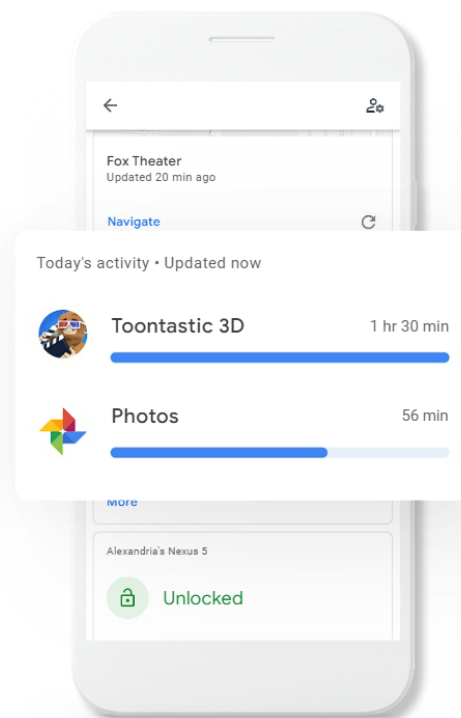 Fox Theater
Updated 20 min ago
Navigate
Today's activity • Updated now
Toontastic 3D 1 hr 30 min
Photos 56 min
More
Alexandria's Nexus 5
Unlocked